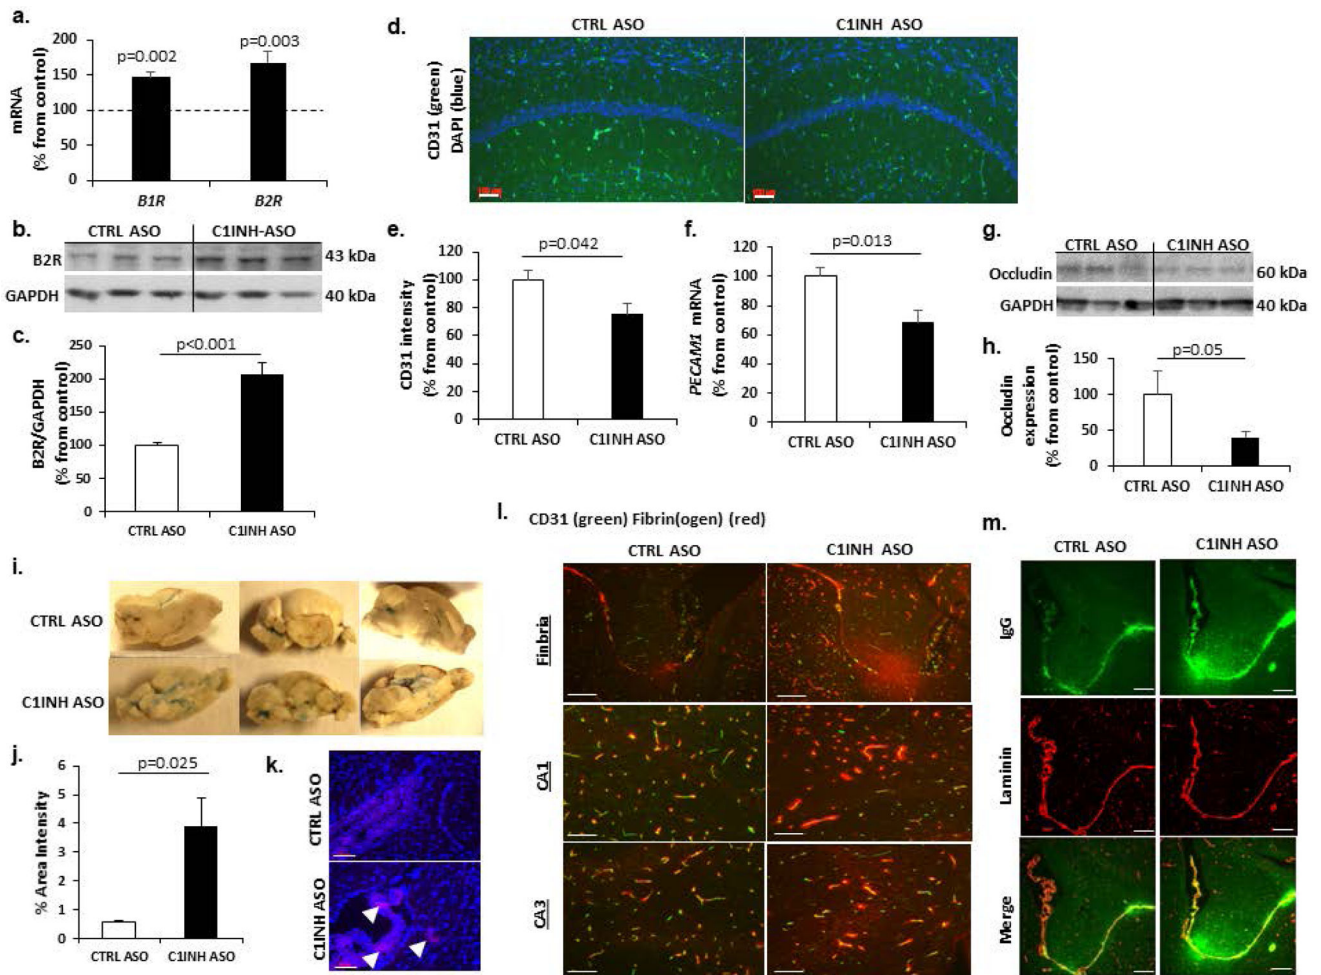 a.
200
150
100
50
0
mRNA
(% from control)
p=0.002
p=0.003
B1R
B2R
b.
CTRL ASO
C1INH-ASO
B2R
43 kDa
GAPDH
40 kDa
c.
250
200
150
100
50
0
B2R/GAPDH
(% from control)
p<0.001
CTRL ASO
C1INH ASO
d.
CTRL ASO
C1INH ASO
CD31 (green)
DAPI (blue)
e.
120
100
80
60
40
20
0
CD31 intensity
(% from control)
p=0.042
CTRL ASO
C1INH ASO
f.
120
100
80
60
40
20
0
PECAM1 mRNA
(% from control)
p=0.013
CTRL ASO
C1INH ASO
g.
CTRL ASO
C1INH ASO
Occludin
60 kDa
GAPDH
40 kDa
h.
150
100
50
0
Occludin
expression
(% from control)
p=0.05
CTRL ASO
C1INH ASO
i.
CTRL ASO
C1INH ASO
j.
6
5
4
3
2
1
0
% Area Intensity
p=0.025
CTRL ASO
C1INH ASO
k.
CTRL ASO
C1INH ASO
l.
CD31 (green) Fibrin(ogen) (red)
CTRL ASO
C1INH ASO
Finbria
CA1
CA3
m.
CTRL ASO
C1INH ASO
IgG
Laminin
Merge